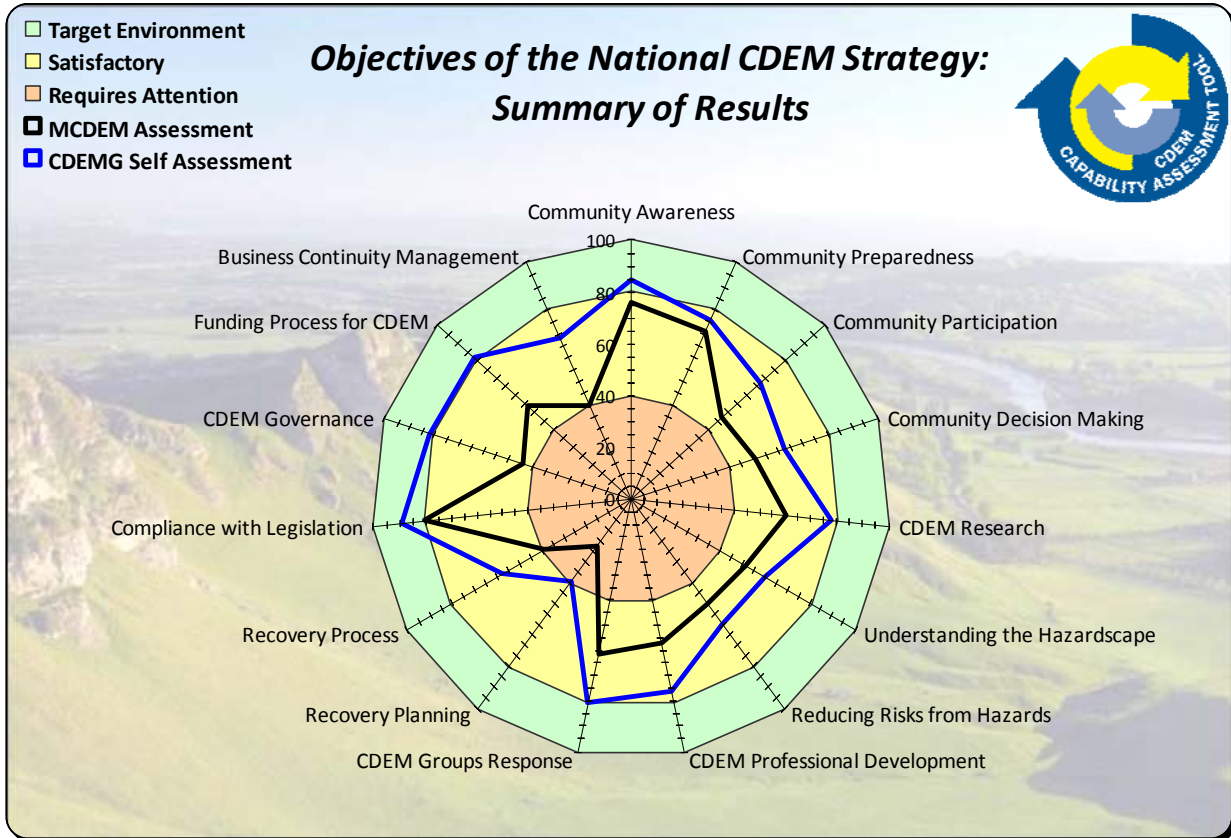 Target Environment
Satisfactory
Requires Attention
MCDEM Assessment
CDEMG Self Assessment
Objectives of the National CDEM Strategy:
Summary of Results
CDEM
CAPABILITY ASSESSMENT TOOL
Community Awareness
Community Preparedness
Community Participation
Community Decision Making
CDEM Research
Understanding the Hazardscape
Reducing Risks from Hazards
CDEM Professional Development
CDEM Groups Response
Recovery Planning
Recovery Process
Compliance with Legislation
CDEM Governance
Funding Process for CDEM
Business Continuity Management
100
80
60
40
20
0